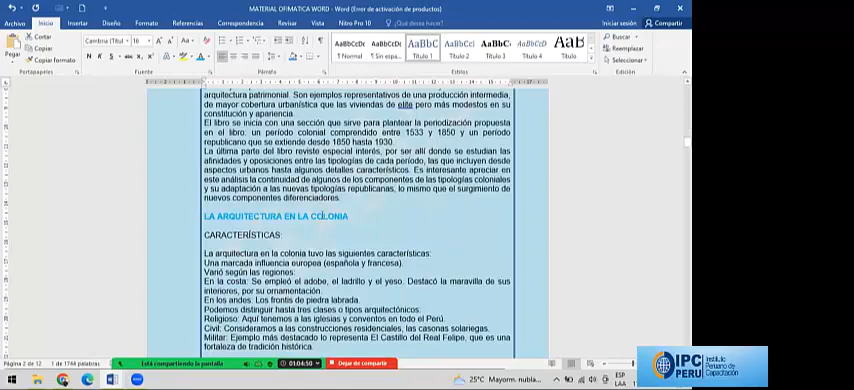 MATERIAL OFIMATICA WORD - Word (Error de activación de productos)
Archivo Inicio Insertar Diseño Formato Referencias Correspondencia Revisar Vista Nitro Pro 10 ¿Qué desea hacer? Iniciar sesión Compartir
Pegar Cortar
Copiar
Copiar formato
Cambria (Títul 16
N K S abc
AaBbCcDc AaBbCcDc AaBbC AaBbCcl AaBbC AaBbCcD AaB
1 Normal 1 Sin espa... Título 1 Título 2 Título 3 Título 4 Título
Buscar
Reemplazar
Seleccionar
Portapapeles Fuente Párrafo Estilos Edición
arquitectura patrimonial. Son ejemplos representativos de una producción intermedia,
de mayor cobertura urbanística que las viviendas de elite pero más modestos en su
constitución y apariencia.
El libro se inicia con una sección que sirve para plantear la periodización propuesta
en el libro: un período colonial comprendido entre 1533 y 1850 y un período
republicano que se extiende desde 1850 hasta 1930.
La última parte del libro reviste especial interés, por ser allí donde se estudian las
afinidades y oposiciones entre las tipologías de cada período, las que incluyen desde
aspectos urbanos hasta algunos detalles característicos. Es interesante apreciar en
este análisis la continuidad de algunos de los componentes de las tipologías coloniales
y su adaptación a las nuevas tipologías republicanas, lo mismo que el surgimiento de
nuevos componentes diferenciadores.
LA ARQUITECTURA EN LA COLONIA
CARACTERÍSTICAS:
La arquitectura en la colonia tuvo las siguientes características:
Una marcada influencia europea (española y francesa).
Varió según las regiones:
En la costa: Se empleó el adobe, el ladrillo y el yeso. Destacó la maravilla de sus
interiores, por su ornamentación.
En los andes: Los frontis de piedra labrada.
Podemos distinguir hasta tres clases o tipos arquitectónicos:
Religioso: Aquí tenemos a las iglesias y conventos en todo el Perú.
Civil: Consideramos a las construcciones residenciales, las casonas solariegas.
Militar: Ejemplo más destacado lo representa El Castillo del Real Felipe, que es una
fortaleza de tradición histórica.
Página 2 de 12 1 de 1744 palabras Está compartiendo la pantalla 01:04:50 Dejar de compartir
25°C Mayorm. nubla... ESP
LAA
IPC
PERÚ
Instituto
Peruano de
Capacitación